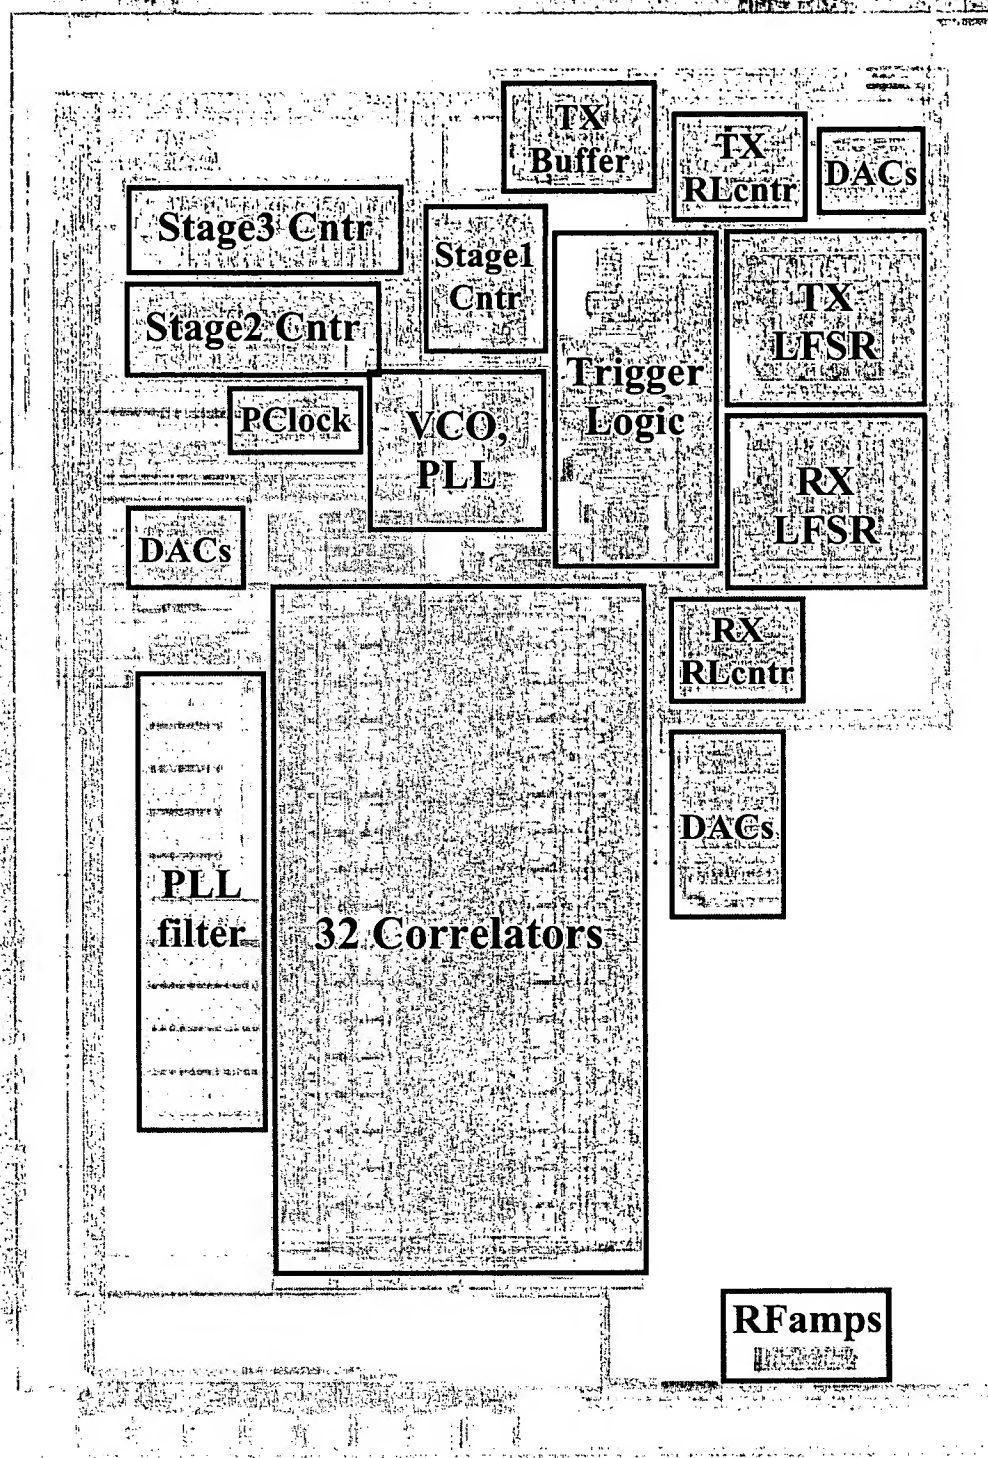 TX
Buffer
TX
RLcntr
DACs
Stage3 Cntr
Stage1
Cntr
TX
LFSR
Stage2 Cntr
Trigger
Logic
PClock
VCO,
PLL
RX
LFSR
DACs
RX
RLcntr
DACs
PLL
filter
32 Correlators
RFamps